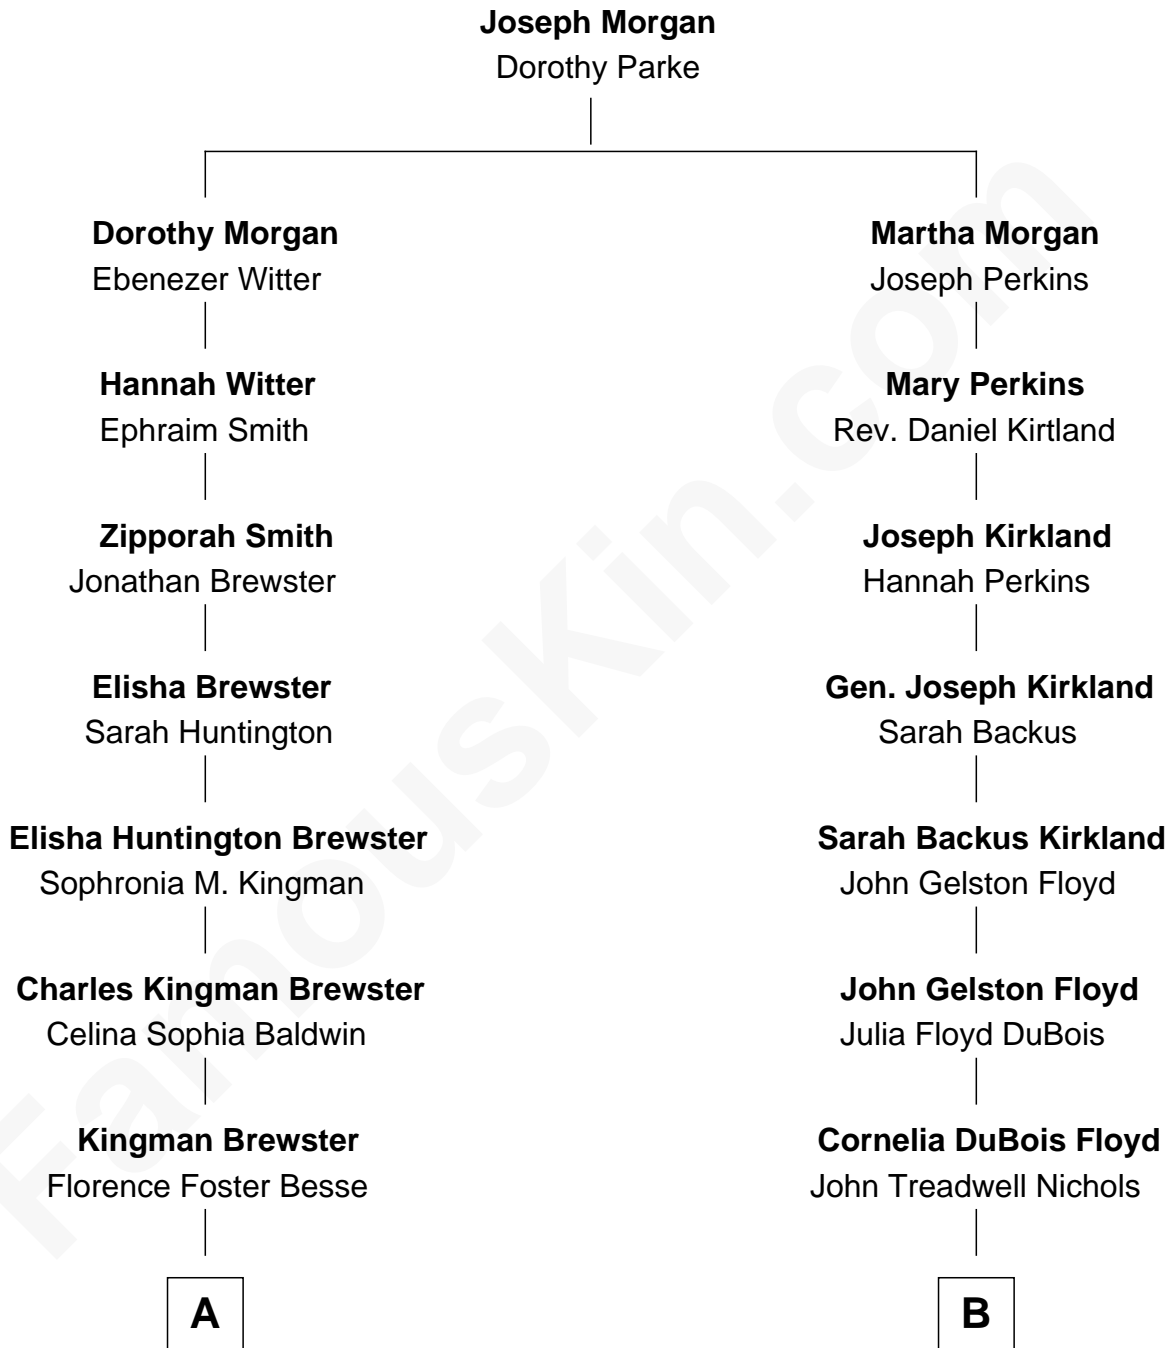 Joseph Morgan
Dorothy Parke
Dorothy Morgan
Ebenezer Witter
Hannah Witter
Ephraim Smith
Zipporah Smith
Jonathan Brewster
Elisha Brewster
Sarah Huntington
Elisha Huntington Brewster
Sophronia M. Kingman
Charles Kingman Brewster
Celina Sophia Baldwin
Kingman Brewster
Florence Foster Besse
A
Martha Morgan
Joseph Perkins
Mary Perkins
Rev. Daniel Kirtland
Joseph Kirkland
Hannah Perkins
Gen. Joseph Kirkland
Sarah Backus
Sarah Backus Kirkland
John Gelston Floyd
John Gelston Floyd
Julia Floyd DuBois
Cornelia DuBois Floyd
John Treadwell Nichols
B
FamousKin.com